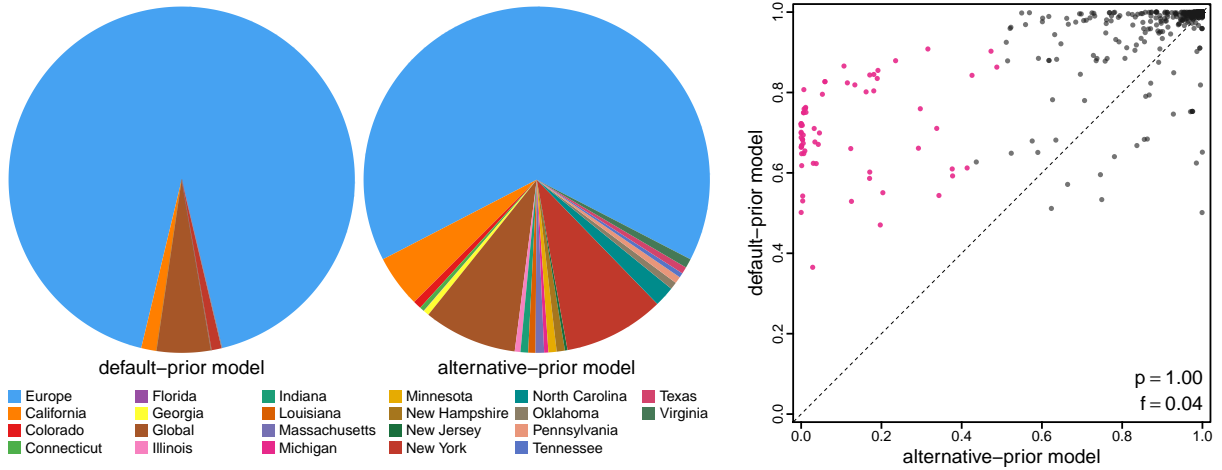 default−prior model
alternative−prior model
Europe
California
Colorado
Connecticut
Florida
Georgia
Global
Illinois
Indiana
Louisiana
Massachusetts
Michigan
Minnesota
New Hampshire
New Jersey
New York
North Carolina
Oklahoma
Pennsylvania
Tennessee
Texas
Virginia
default−prior model
1.0
0.8
0.6
0.4
0.2
0.0
p = 1.00
f = 0.04
0.0 0.2 0.4 0.6 0.8 1.0
alternative−prior model